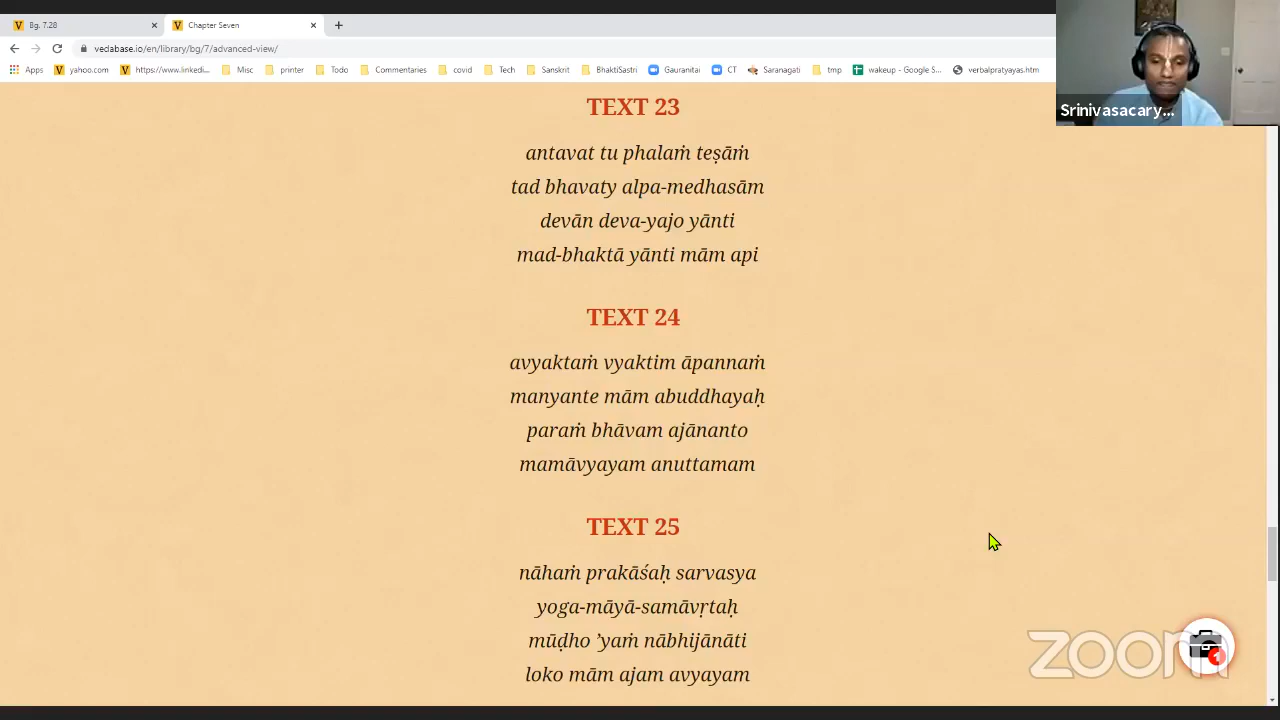 Bg. 7.28
Chapter Seven
vedabase.io/en/library/bg/7/advanced-view/
Apps yahoo.com https://www.linkedi... Misc printer Todo Commentaries covid Tech Sanskrit BhaktiSastri Gauranitai CT Saranagati tmp wakeup - Google S... verbalpratyayas.htm
Srinivasacary...
TEXT 23
antavat tu phalaṁ teṣāṁ
tad bhavaty alpa-medhasām
devān deva-yajo yānti
mad-bhaktā yānti mām api
TEXT 24
avyaktaṁ vyaktim āpannaṁ
manyante mām abuddhayaḥ
paraṁ bhāvam ajānanto
mamāvyayam anuttamam
TEXT 25
nāhaṁ prakāśaḥ sarvasya
yoga-māyā-samāvṛtaḥ
mūḍho ’yaṁ nābhijānāti
loko mām ajam avyayam
zoom
1